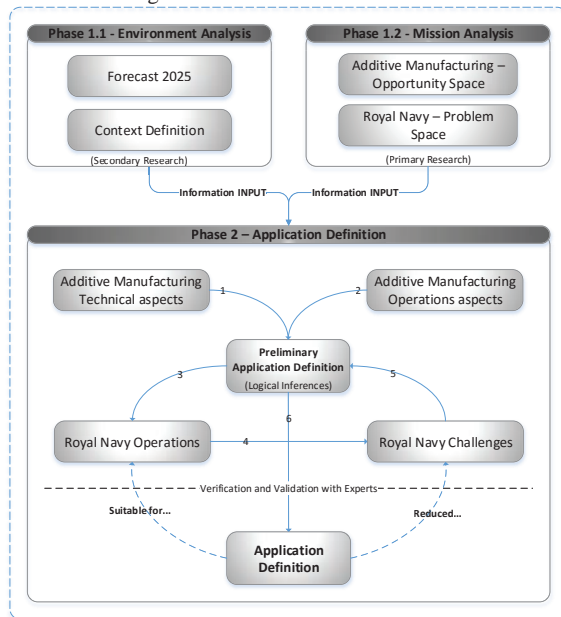 Phase 1.1 - Environment Analysis
Forecast 2025
Context Definition
(Secondary Research)
Phase 1.2 - Mission Analysis
Additive Manufacturing –
Opportunity Space
Royal Navy – Problem
Space
(Primary Research)
Information INPUT
Information INPUT
Phase 2 – Application Definition
Additive Manufacturing
Technical aspects
Additive Manufacturing
Operations aspects
1
2
Preliminary
Application Definition
(Logical Inferences)
3
5
6
Royal Navy Operations
4
Royal Navy Challenges
Verification and Validation with Experts
Suitable for...
Reduced...
Application
Definition